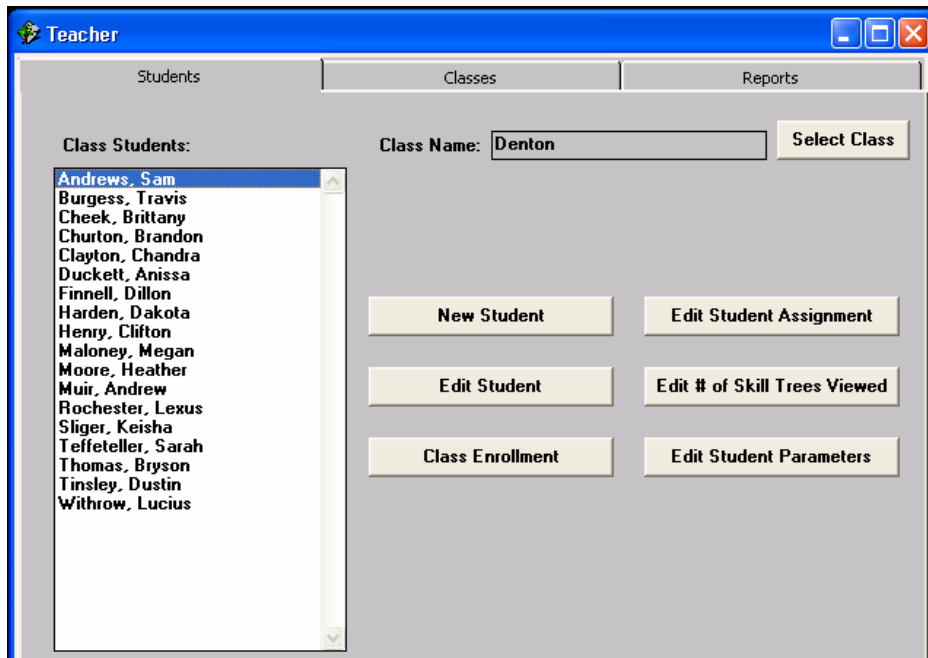 Teacher
Students
Classes
Reports
Class Students:
Class Name:
Denton
Select Class
Andrews, Sam
Burgess, Travis
Cheek, Brittany
Churton, Brandon
Clayton, Chandra
Duckett, Anissa
Finnell, Dillon
Harden, Dakota
Henry, Clifton
Maloney, Megan
Moore, Heather
Muir, Andrew
Rochester, Lexus
Sliger, Keisha
Teffeteller, Sarah
Thomas, Bryson
Tinsley, Dustin
Withrow, Lucius
New Student
Edit Student Assignment
Edit Student
Edit # of Skill Trees Viewed
Class Enrollment
Edit Student Parameters